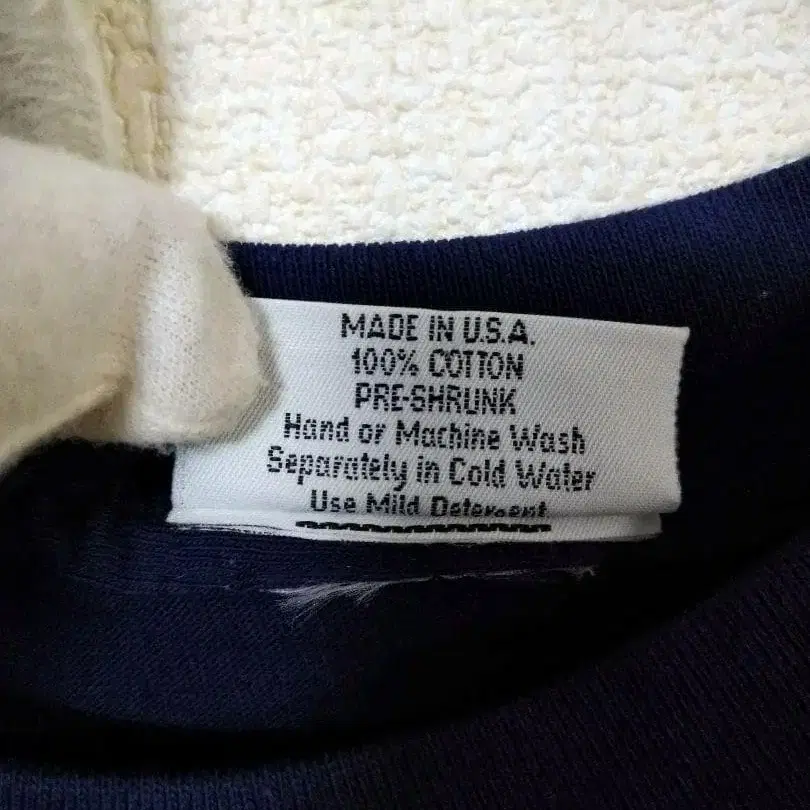 MADE IN U.S.A.
100% COTTON
PRE-SHRUNK
Hand or Machine Wash
Separately in Cold Water
Use Mild Detergent